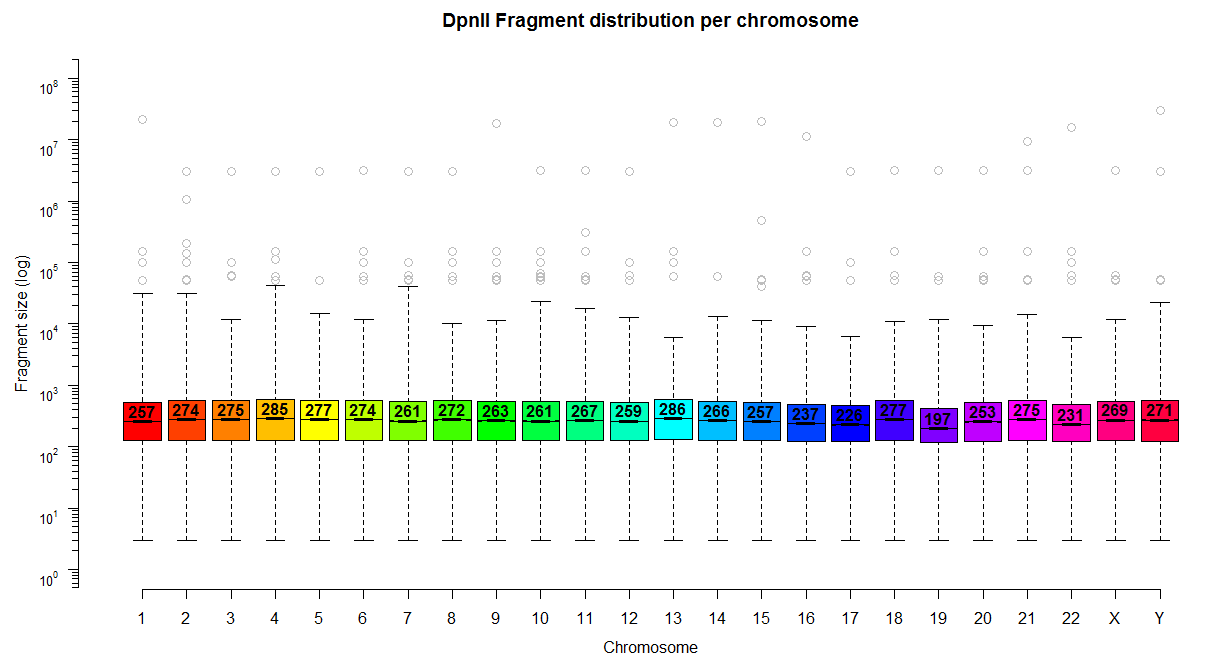 DpnII Fragment distribution per chromosome
Fragment size (log)
10^8
10^7
10^6
10^5
10^4
10^3
10^2
10^1
10^0
257 274 275 285 277 274 261 272 263 261 267 259 286 266 257 237 226 277 197 253 275 231 269 271
1 2 3 4 5 6 7 8 9 10 11 12 13 14 15 16 17 18 19 20 21 22 X Y
Chromosome